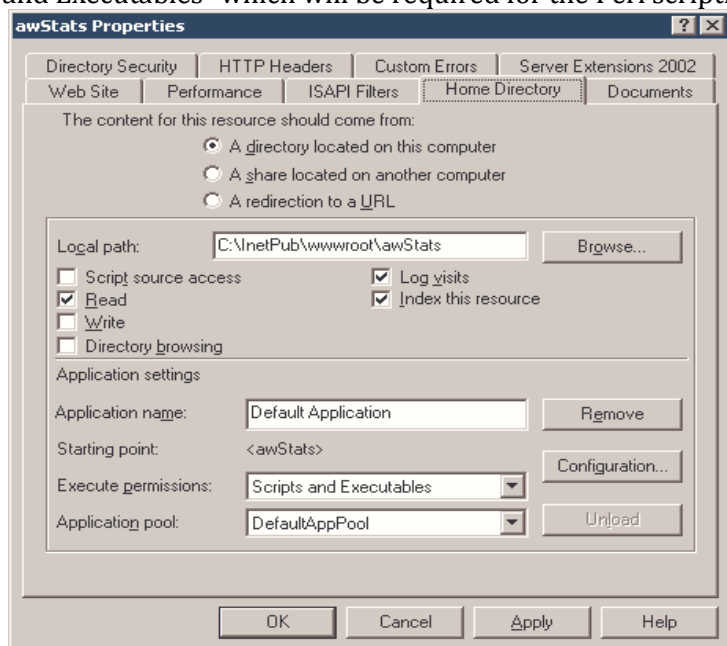 and Executables" which will be required for the Perl script
awStats Properties
Directory Security HTTP Headers Custom Errors Server Extensions 2002
Web Site Performance ISAPI Filters Home Directory Documents
The content for this resource should come from:
A directory located on this computer
A share located on another computer
A redirection to a URL
Local path: C:\InetPub\wwwroot\awStats Browse...
Script source access Log visits
Read Index this resource
Write
Directory browsing
Application settings
Application name: Default Application Remove
Starting point: <awStats>
Configuration...
Execute permissions: Scripts and Executables
Application pool: DefaultAppPool Unload
OK Cancel Apply Help